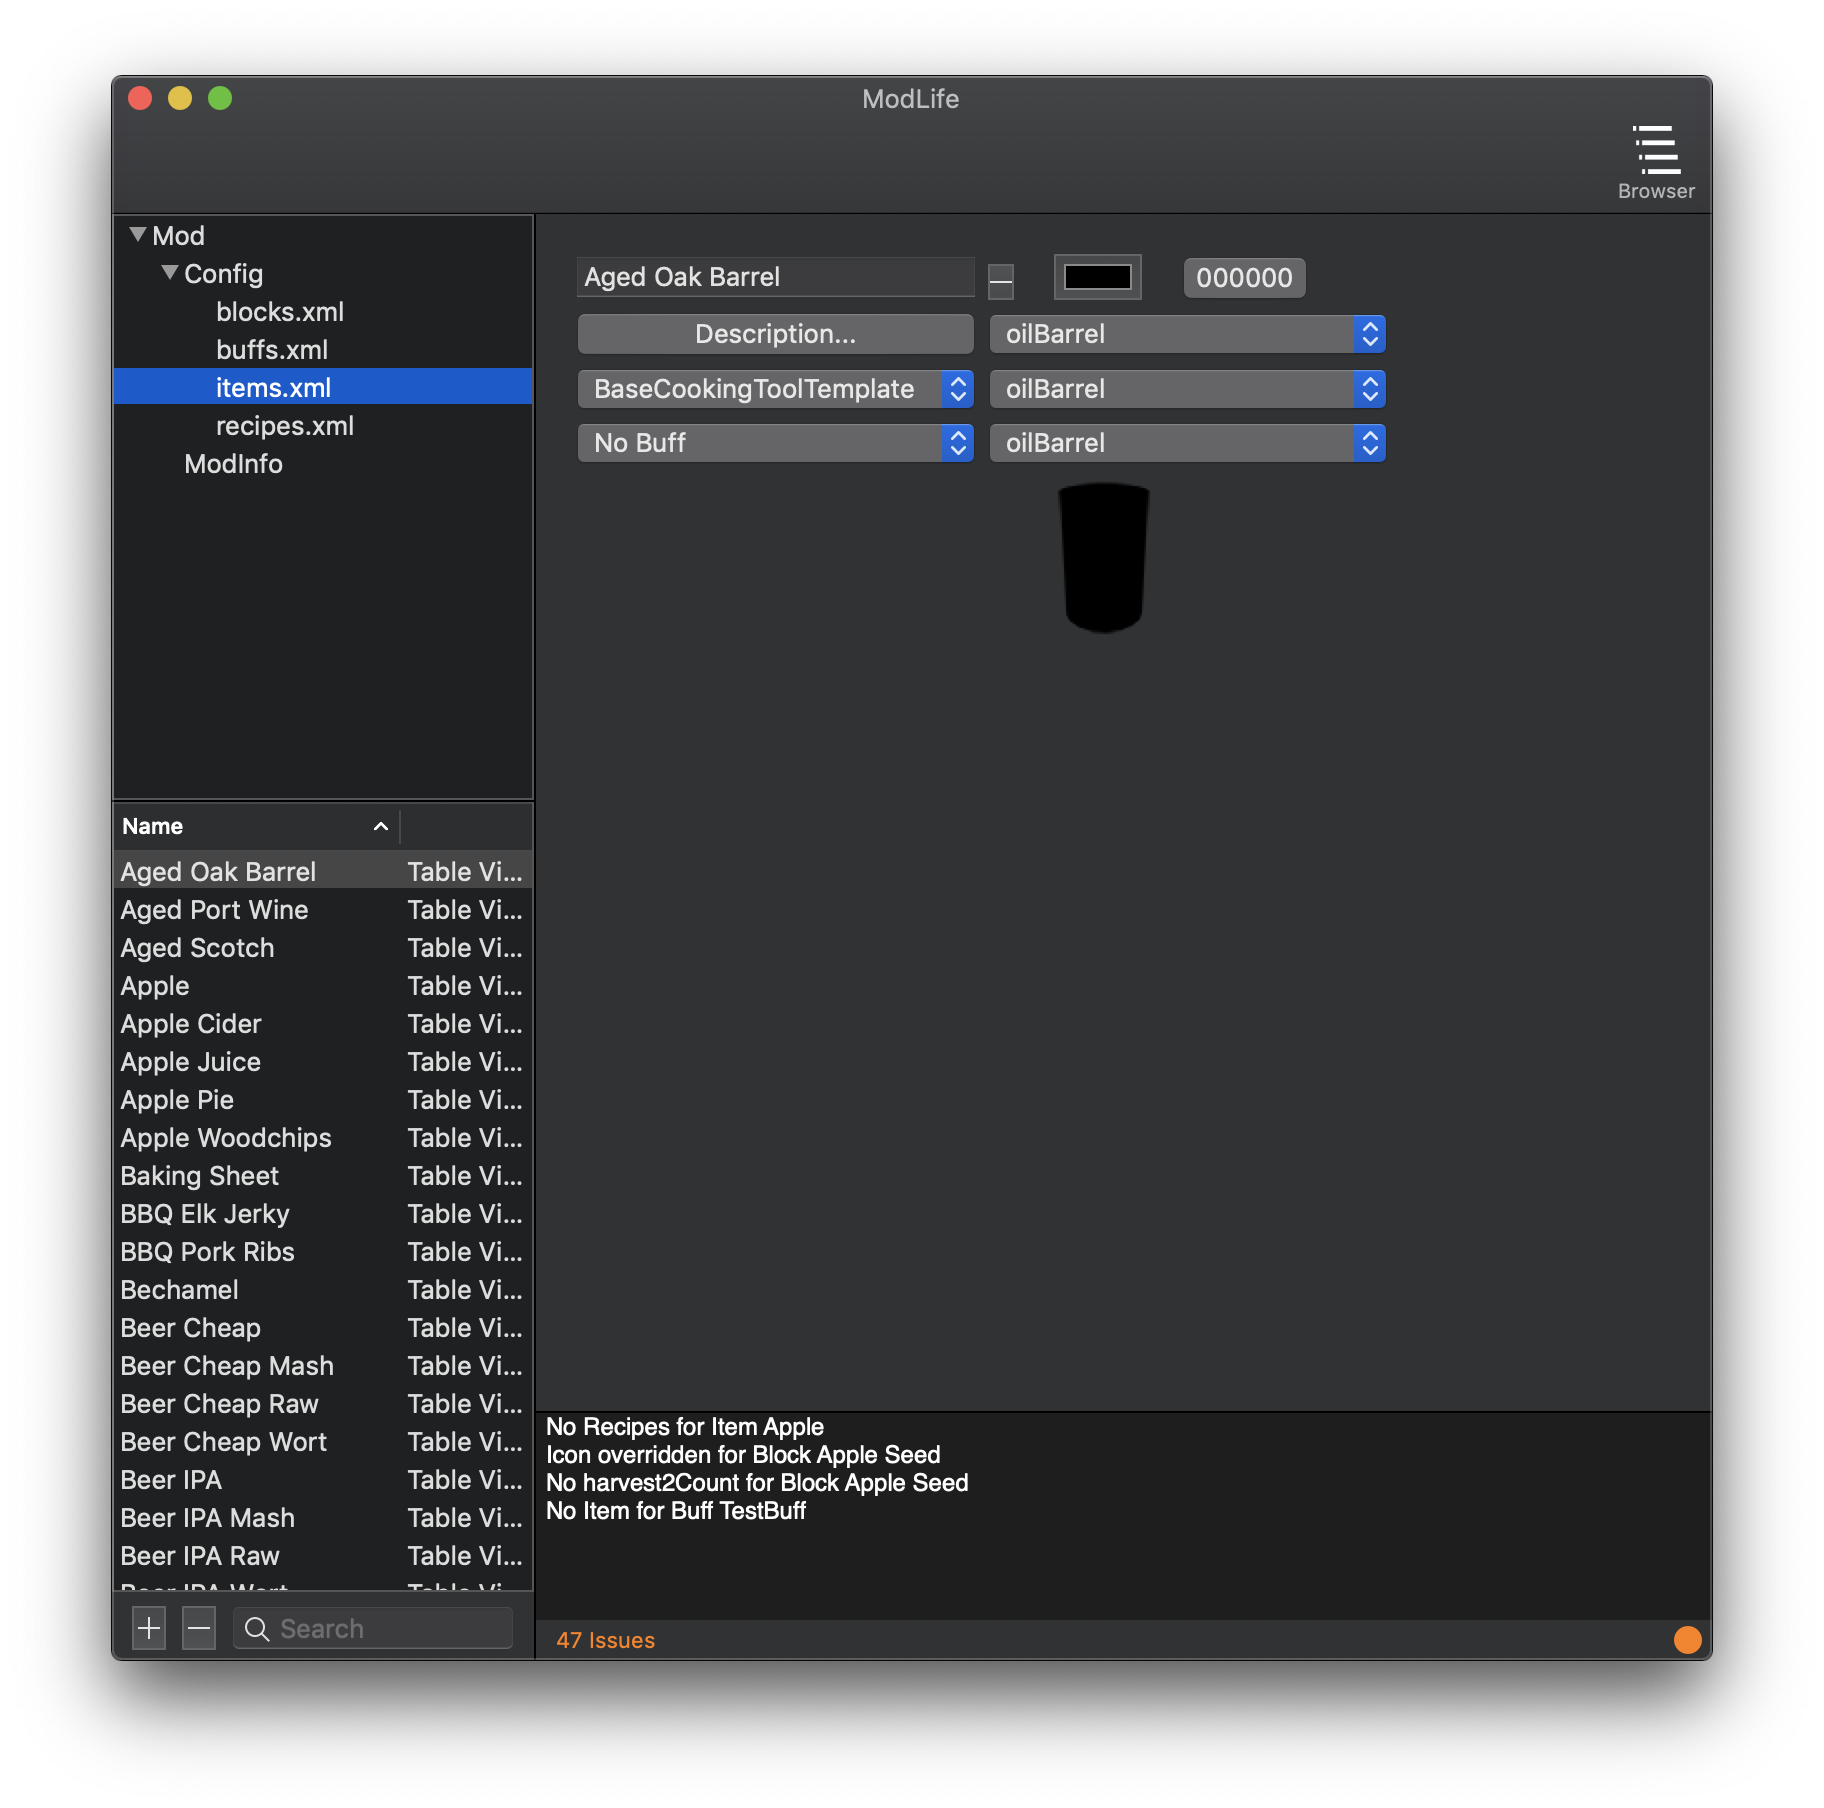 ModLife
Browser
Mod
Config
blocks.xml
buffs.xml
items.xml
recipes.xml
ModInfo
Aged Oak Barrel
000000
Description...
oilBarrel
BaseCookingToolTemplate
oilBarrel
No Buff
oilBarrel
Name
Aged Oak Barrel Table Vi...
Aged Port Wine Table Vi...
Aged Scotch Table Vi...
Apple Table Vi...
Apple Cider Table Vi...
Apple Juice Table Vi...
Apple Pie Table Vi...
Apple Woodchips Table Vi...
Baking Sheet Table Vi...
BBQ Elk Jerky Table Vi...
BBQ Pork Ribs Table Vi...
Bechamel Table Vi...
Beer Cheap Table Vi...
Beer Cheap Mash Table Vi...
Beer Cheap Raw Table Vi...
Beer Cheap Wort Table Vi...
Beer IPA Table Vi...
Beer IPA Mash Table Vi...
Beer IPA Raw Table Vi...
Beer IPA Wort Table Vi...
Search
No Recipes for Item Apple
Icon overridden for Block Apple Seed
No harvest2Count for Block Apple Seed
No Item for Buff TestBuff
47 Issues